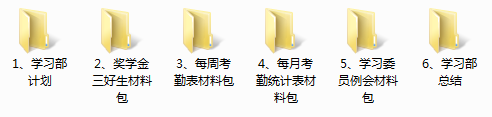 1、学习部
计划
2、奖学金
三好生材料
包
3、每周考
勤表材料包
4、每月考
勤统计表材
料包
5、学习委
员例会材料
包
6、学习部
总结